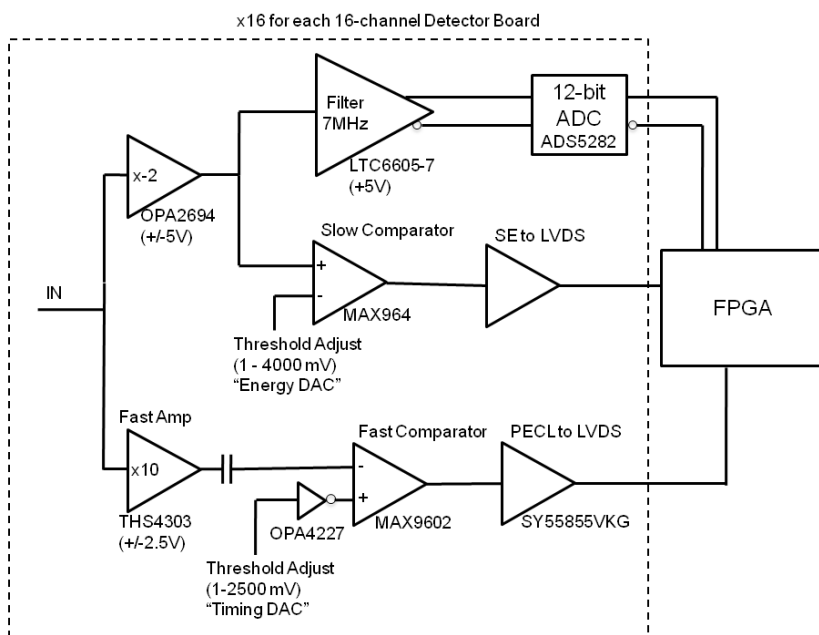 x16 for each 16-channel Detector Board
Filter
7MHz
LTC6605-7
(+5V)
12-bit
ADC
ADS5282
x-2
OPA2694
(+/-5V)
Slow Comparator
+
-
MAX964
SE to LVDS
IN
FPGA
Threshold Adjust
(1 - 4000 mV)
“Energy DAC”
Fast Amp
x10
THS4303
(+/-2.5V)
Fast Comparator
-
+
MAX9602
OPA4227
PECL to LVDS
SY55855VKG
Threshold Adjust
(1-2500 mV)
“Timing DAC”